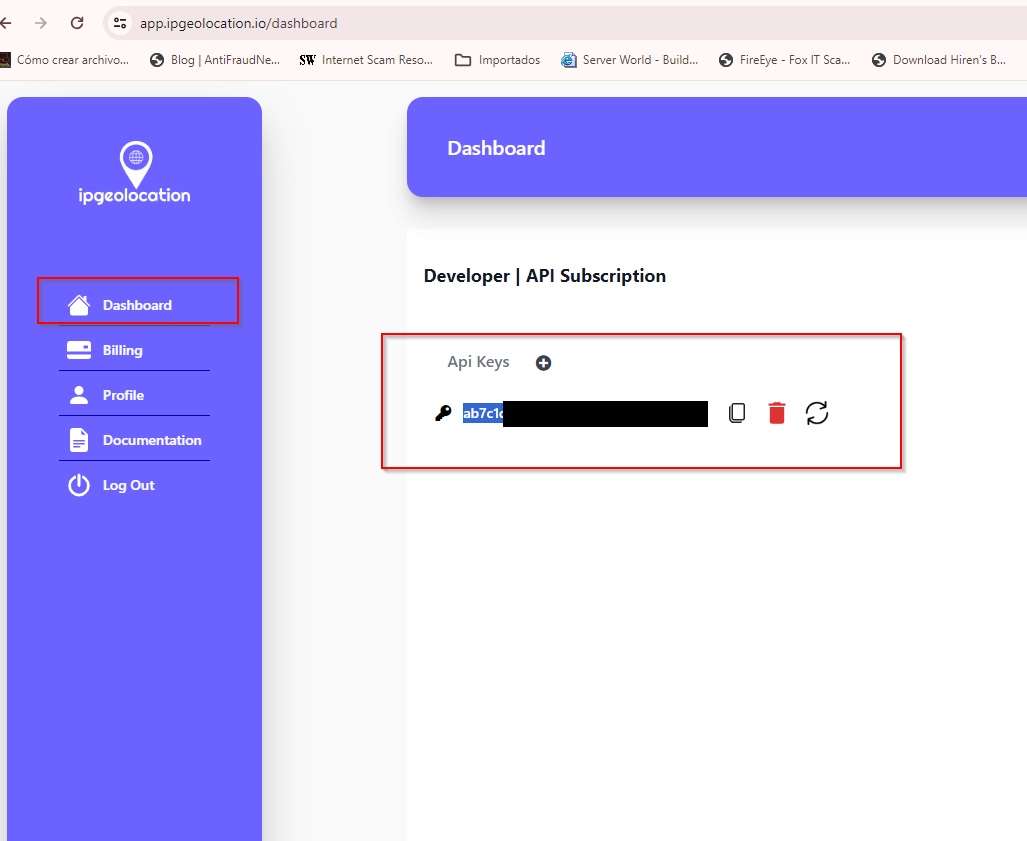 app.ipgeolocation.io/dashboard
Cómo crear archivo... Blog | AntiFraudNe... SW Internet Scam Reso... Importados Server World - Build... FireEye - Fox IT Sca... Download Hiren's B...
ipgeolocation
Dashboard
Billing
Profile
Documentation
Log Out
Dashboard
Developer | API Subscription
Api Keys
ab7c1c